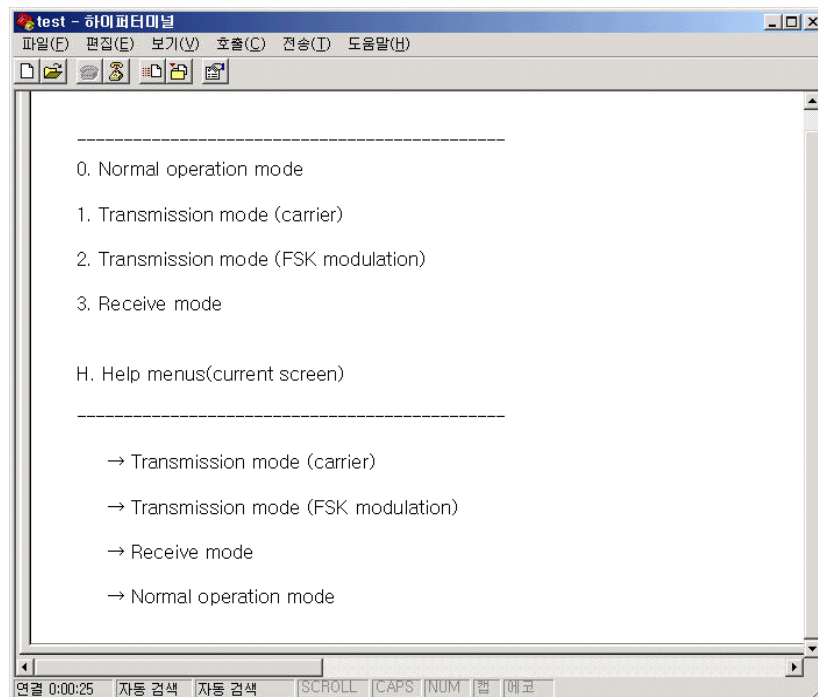 test - 하이퍼터미널
파일(F) 편집(E) 보기(V) 호출(C) 전송(T) 도움말(H)
----------------------------------------------
0. Normal operation mode
1. Transmission mode (carrier)
2. Transmission mode (FSK modulation)
3. Receive mode
H. Help menus(current screen)
----------------------------------------------
→ Transmission mode (carrier)
→ Transmission mode (FSK modulation)
→ Receive mode
→ Normal operation mode
연결 0:00:25 자동 검색 자동 검색 SCROLL CAPS NUM 캡 에코